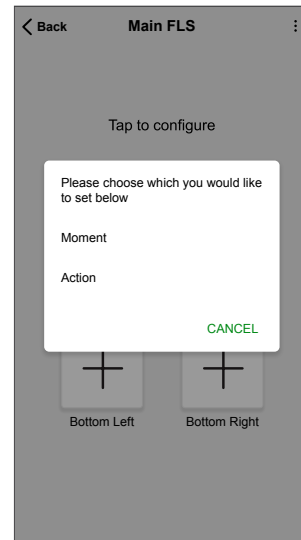 Back
Main FLS
Tap to configure
Please choose which you would like
to set below
Moment
Action
CANCEL
Bottom Left
Bottom Right